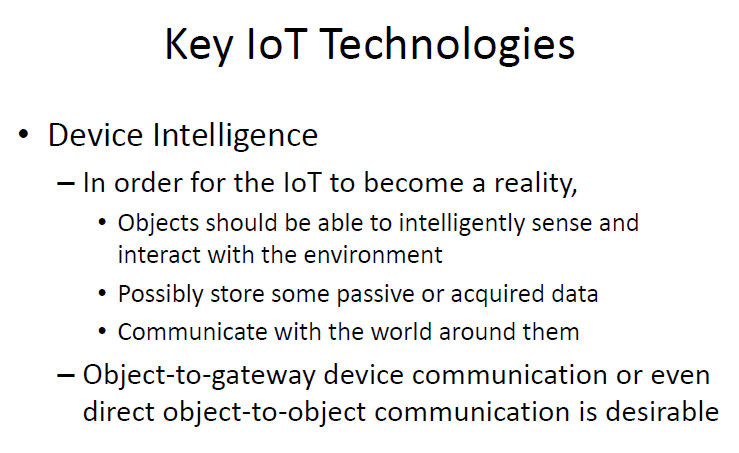 Key IoT Technologies
• Device Intelligence
– In order for the IoT to become a reality,
• Objects should be able to intelligently sense and
interact with the environment
• Possibly store some passive or acquired data
• Communicate with the world around them
– Object-to-gateway device communication or even
direct object-to-object communication is desirable